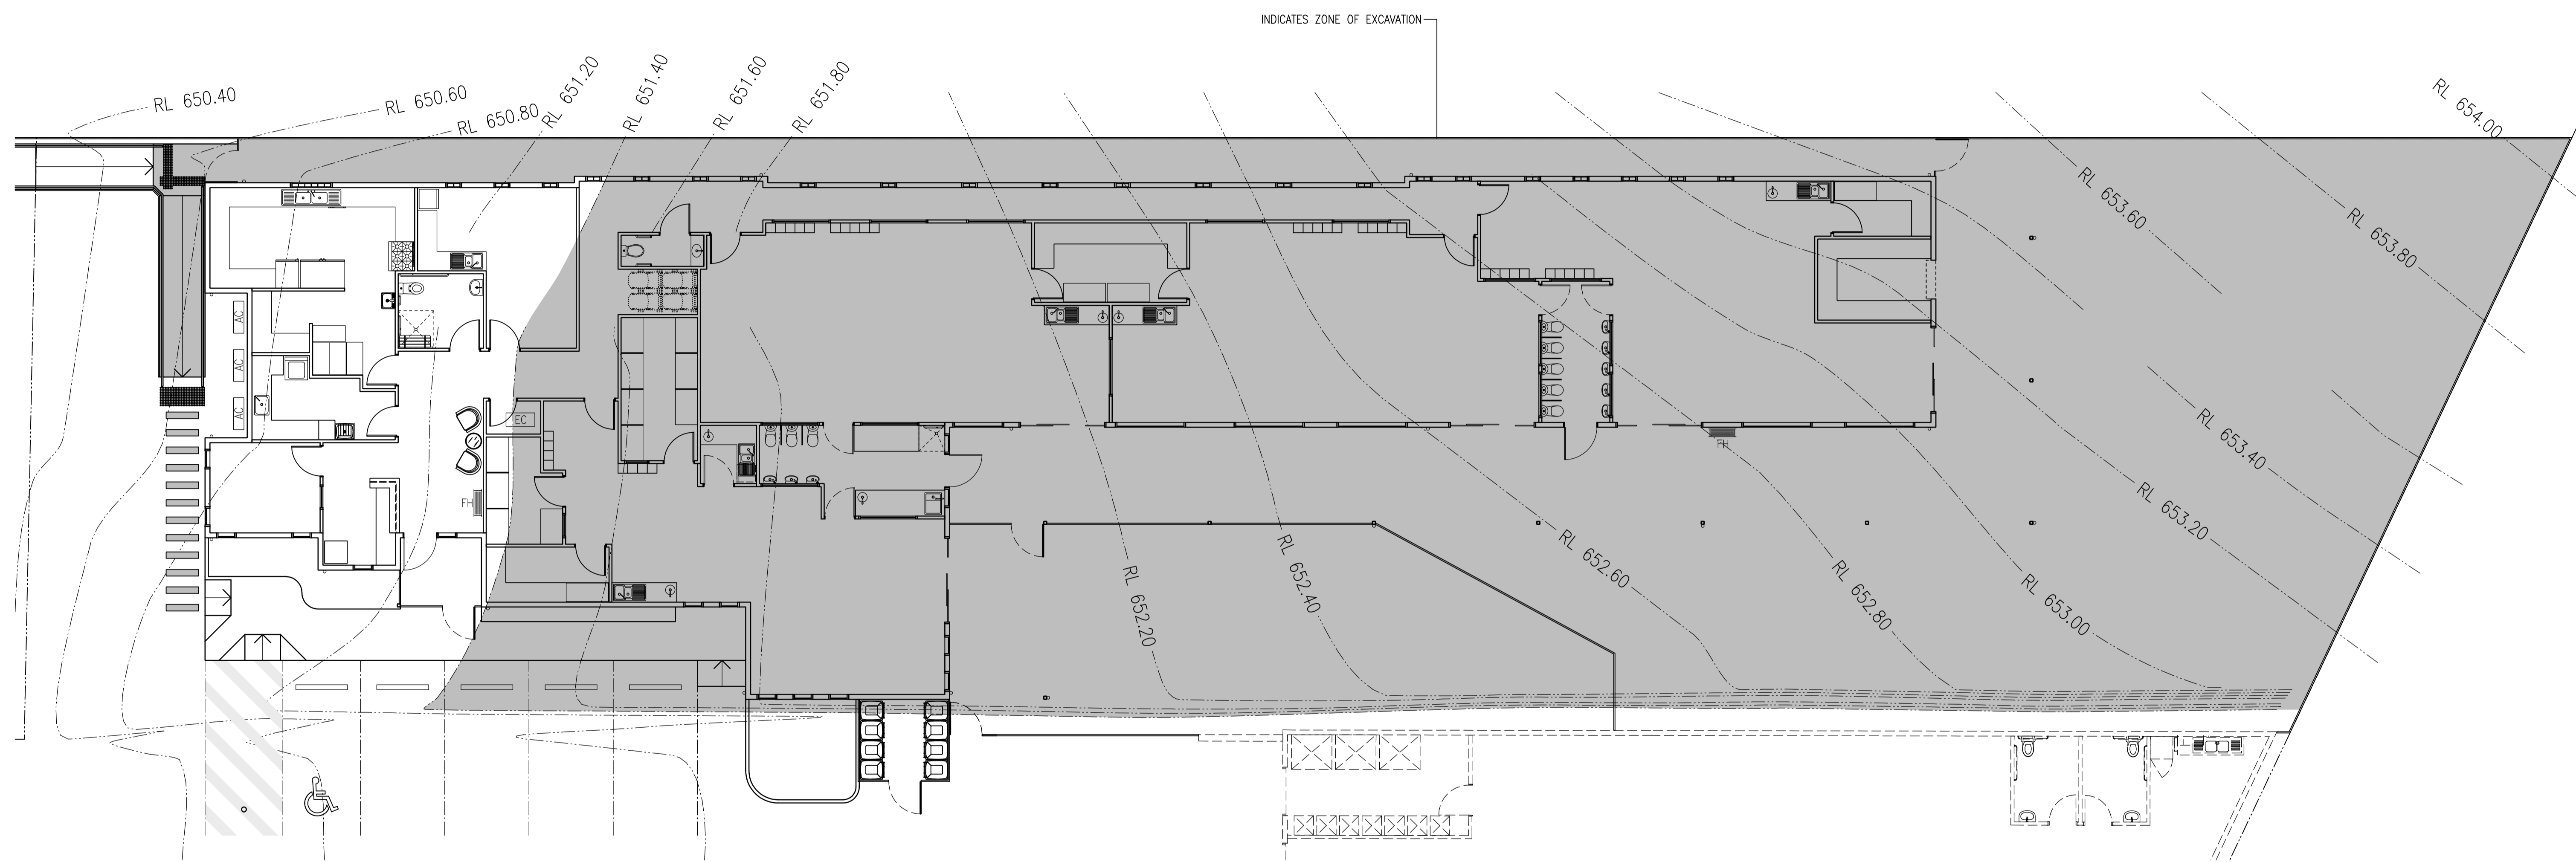 INDICATES ZONE OF EXCAVATION
RL 650.40
RL 650.60
RL 650.80
RL 651.20
RL 651.40
RL 651.60
RL 651.80
RL 654.00
RL 653.60
RL 653.80
AC
AC
AC
EC
FH
FH
RL 653.40
RL 653.20
RL 652.20
RL 652.40
RL 652.60
RL 652.80
RL 653.00